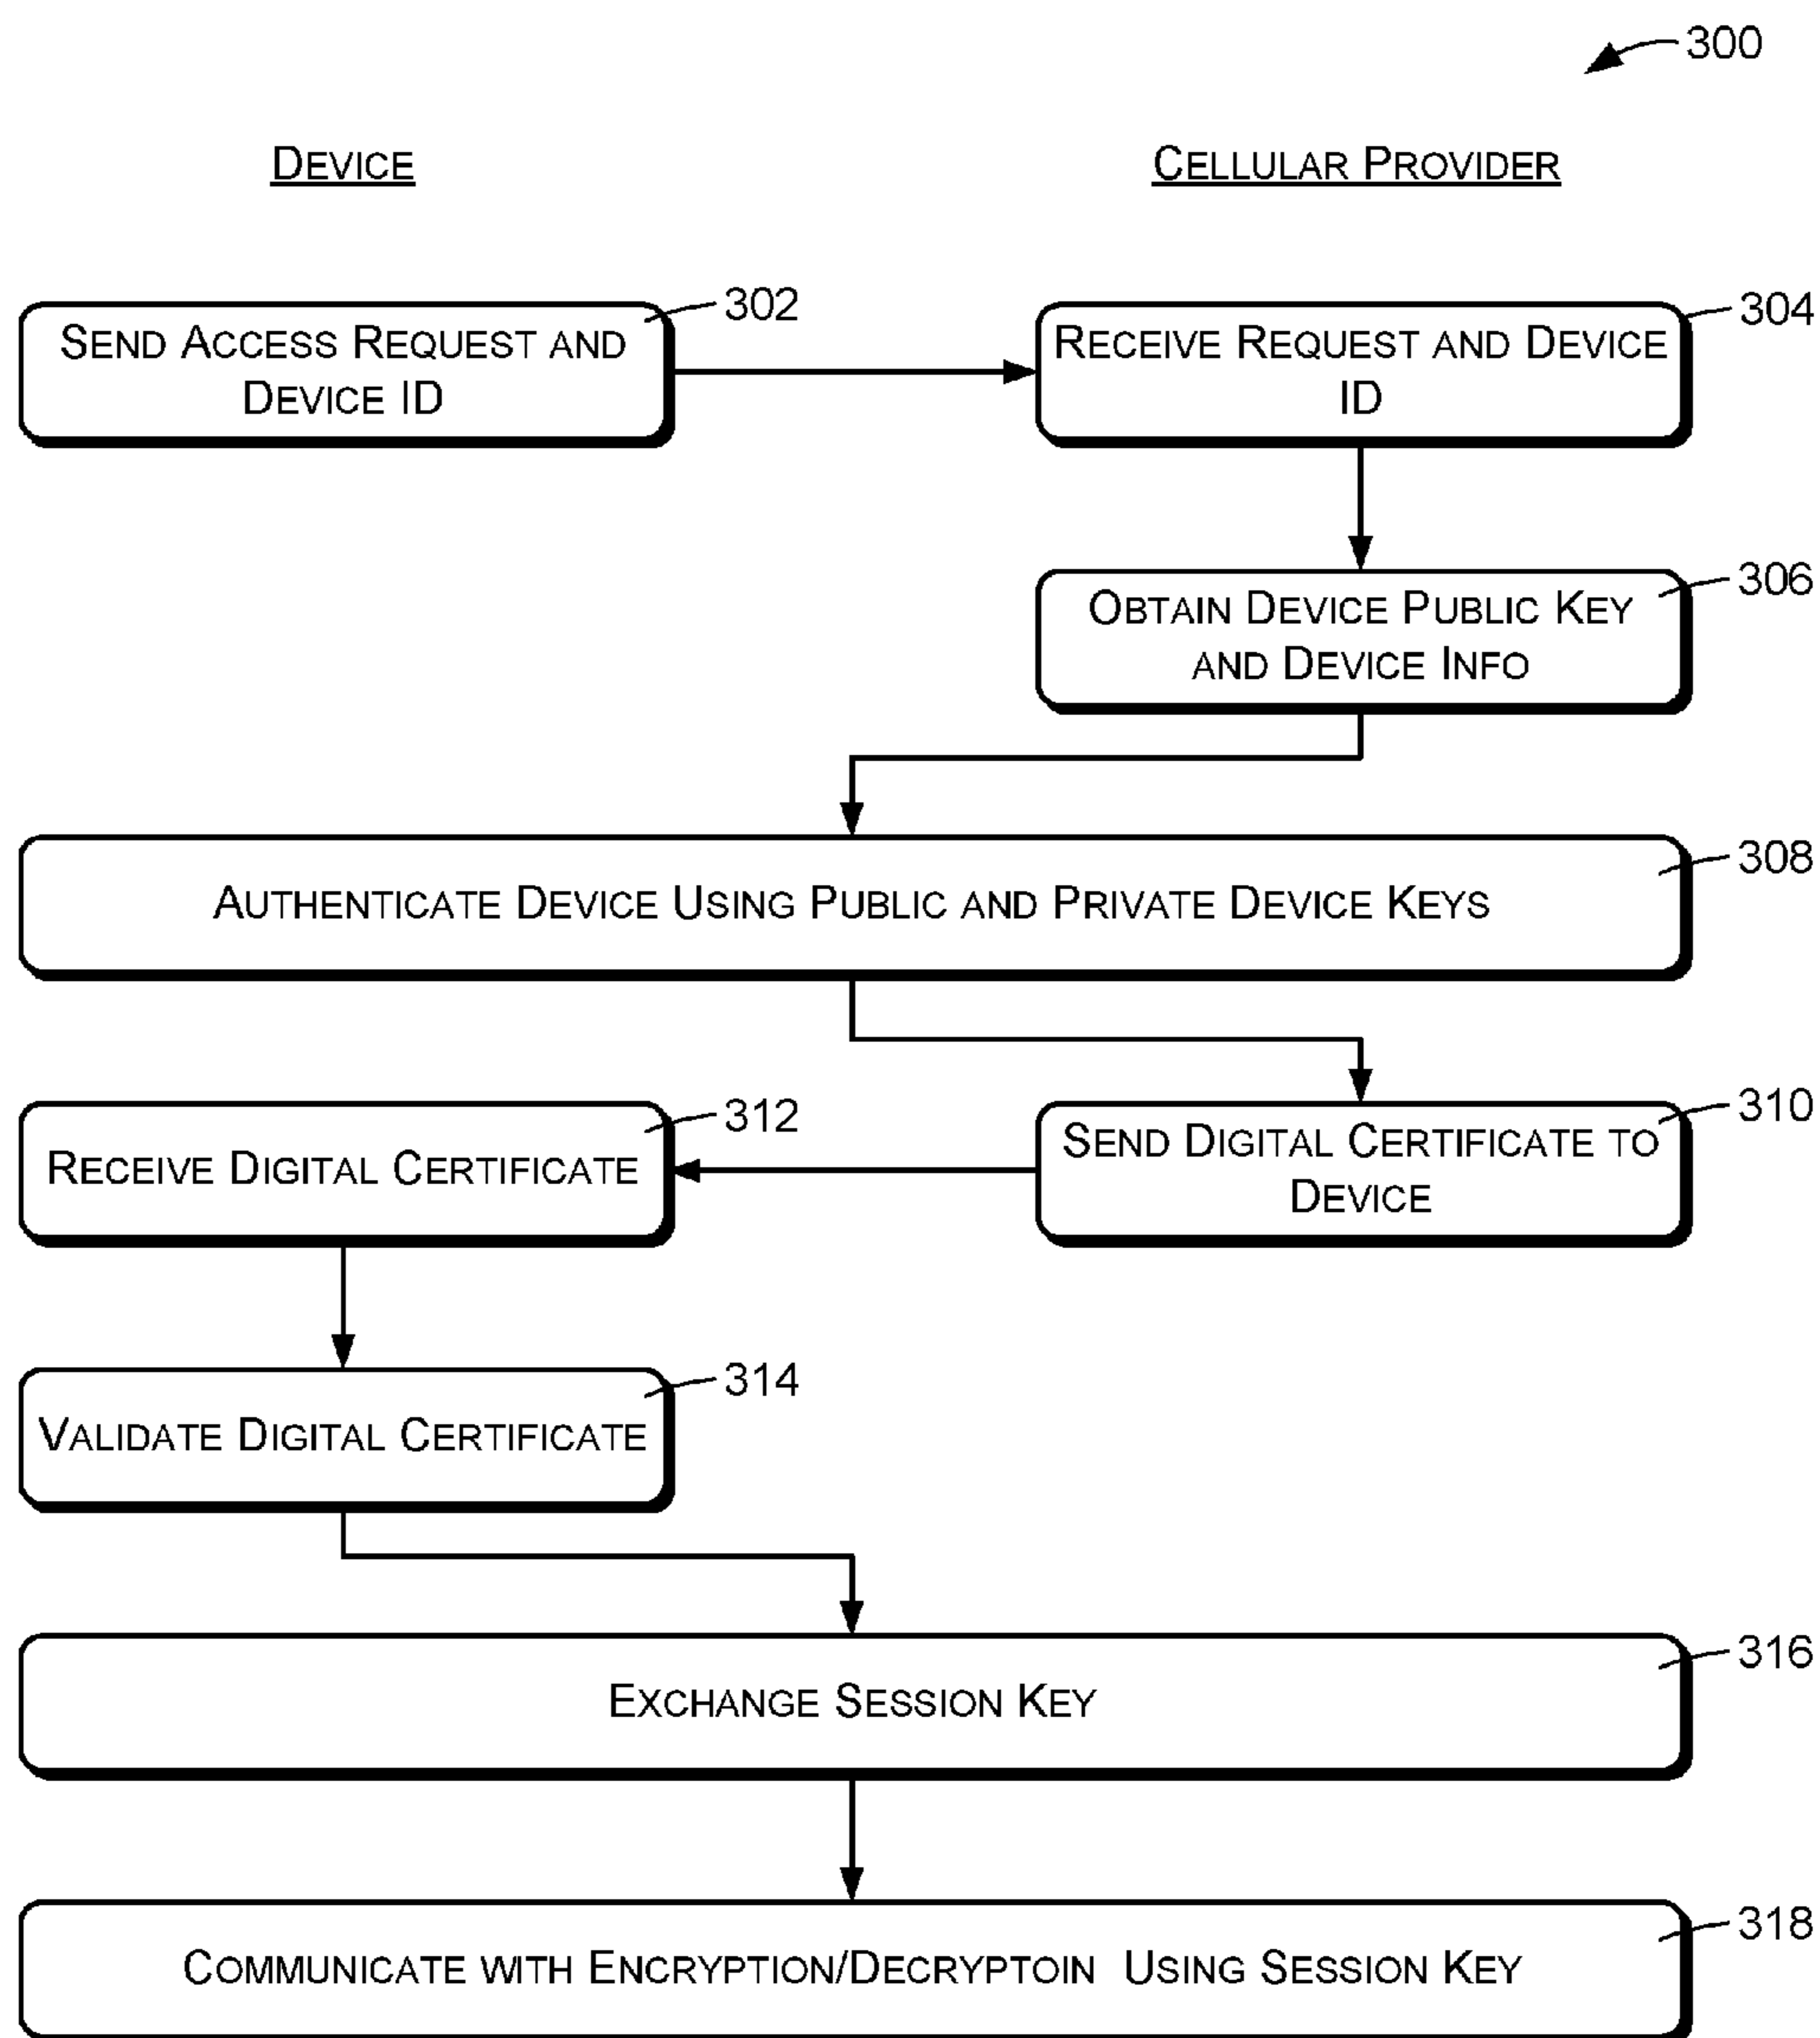 300
DEVICE
CELLULAR PROVIDER
302
SEND ACCESS REQUEST AND
DEVICE ID
304
RECEIVE REQUEST AND DEVICE
ID
306
OBTAIN DEVICE PUBLIC KEY
AND DEVICE INFO
308
AUTHENTICATE DEVICE USING PUBLIC AND PRIVATE DEVICE KEYS
310
SEND DIGITAL CERTIFICATE TO
DEVICE
312
RECEIVE DIGITAL CERTIFICATE
314
VALIDATE DIGITAL CERTIFICATE
316
EXCHANGE SESSION KEY
318
COMMUNICATE WITH ENCRYPTION/DECRYPTOIN USING SESSION KEY